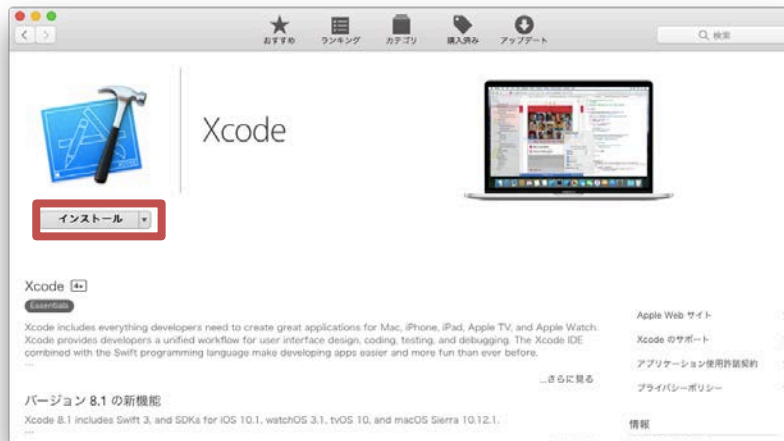 おすすめ ランキング カテゴリ 購入済み アップデート
検索
Xcode
インストール
Xcode 4+
Essentials
Xcode includes everything developers need to create great applications for Mac, iPhone, iPad, Apple TV, and Apple Watch.
Xcode provides developers a unified workflow for user interface design, coding, testing, and debugging. The Xcode IDE
combined with the Swift programming language make developing apps easier and more fun than ever before.
...
...さらに見る
バージョン 8.1 の新機能
Xcode 8.1 includes Swift 3, and SDKs for iOS 10.1, watchOS 3.1, tvOS 10, and macOS Sierra 10.12.1.
...
Apple Web サイト
Xcode のサポート
アプリケーション使用許諾契約
プライバシーポリシー
情報